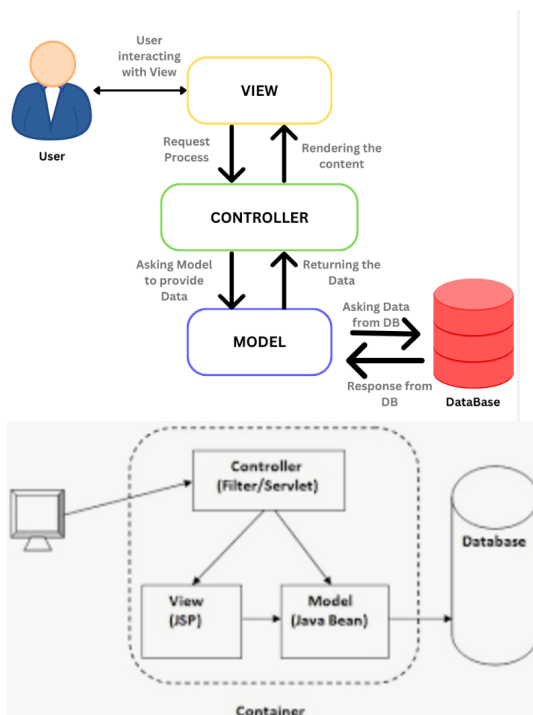 User
interacting
with View
VIEW
User
Request
Process
Rendering the
content
CONTROLLER
Asking Model
to provide
Data
Returning the
Data
Asking Data
from DB
MODEL
Response from
DB
DataBase
Controller
(Filter/Servlet)
Database
View
(JSP)
Model
(Java Bean)
Container